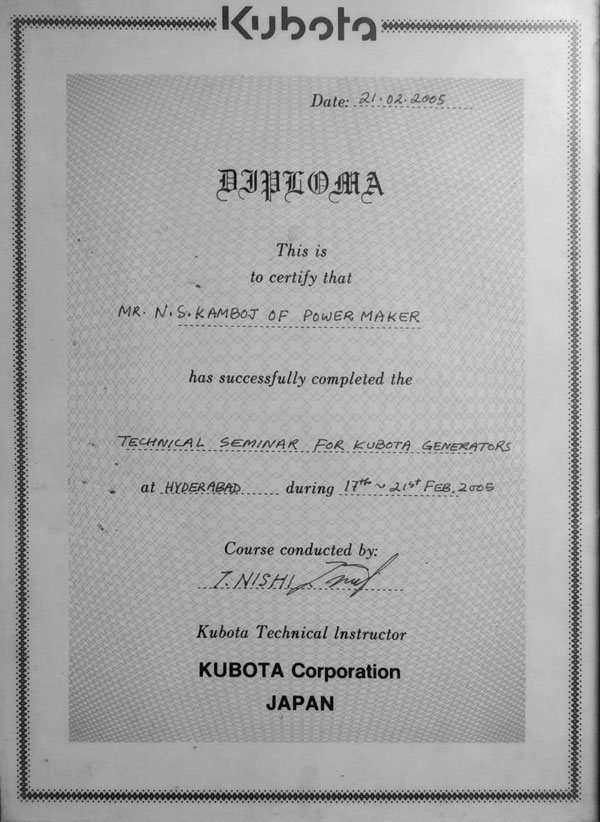 Kubota
Date: 21.02.2005
DIPLOMA
This is
to certify that
MR. N.S.KAMBOJ OF POWER MAKER
has successfully completed the
TECHNICAL SEMINAR FOR KUBOTA GENERATORS
at HYDERABAD during 17th ~ 21st FEB, 2005
Course conducted by:
T. NISHI
Kubota Technical Instructor
KUBOTA Corporation
JAPAN